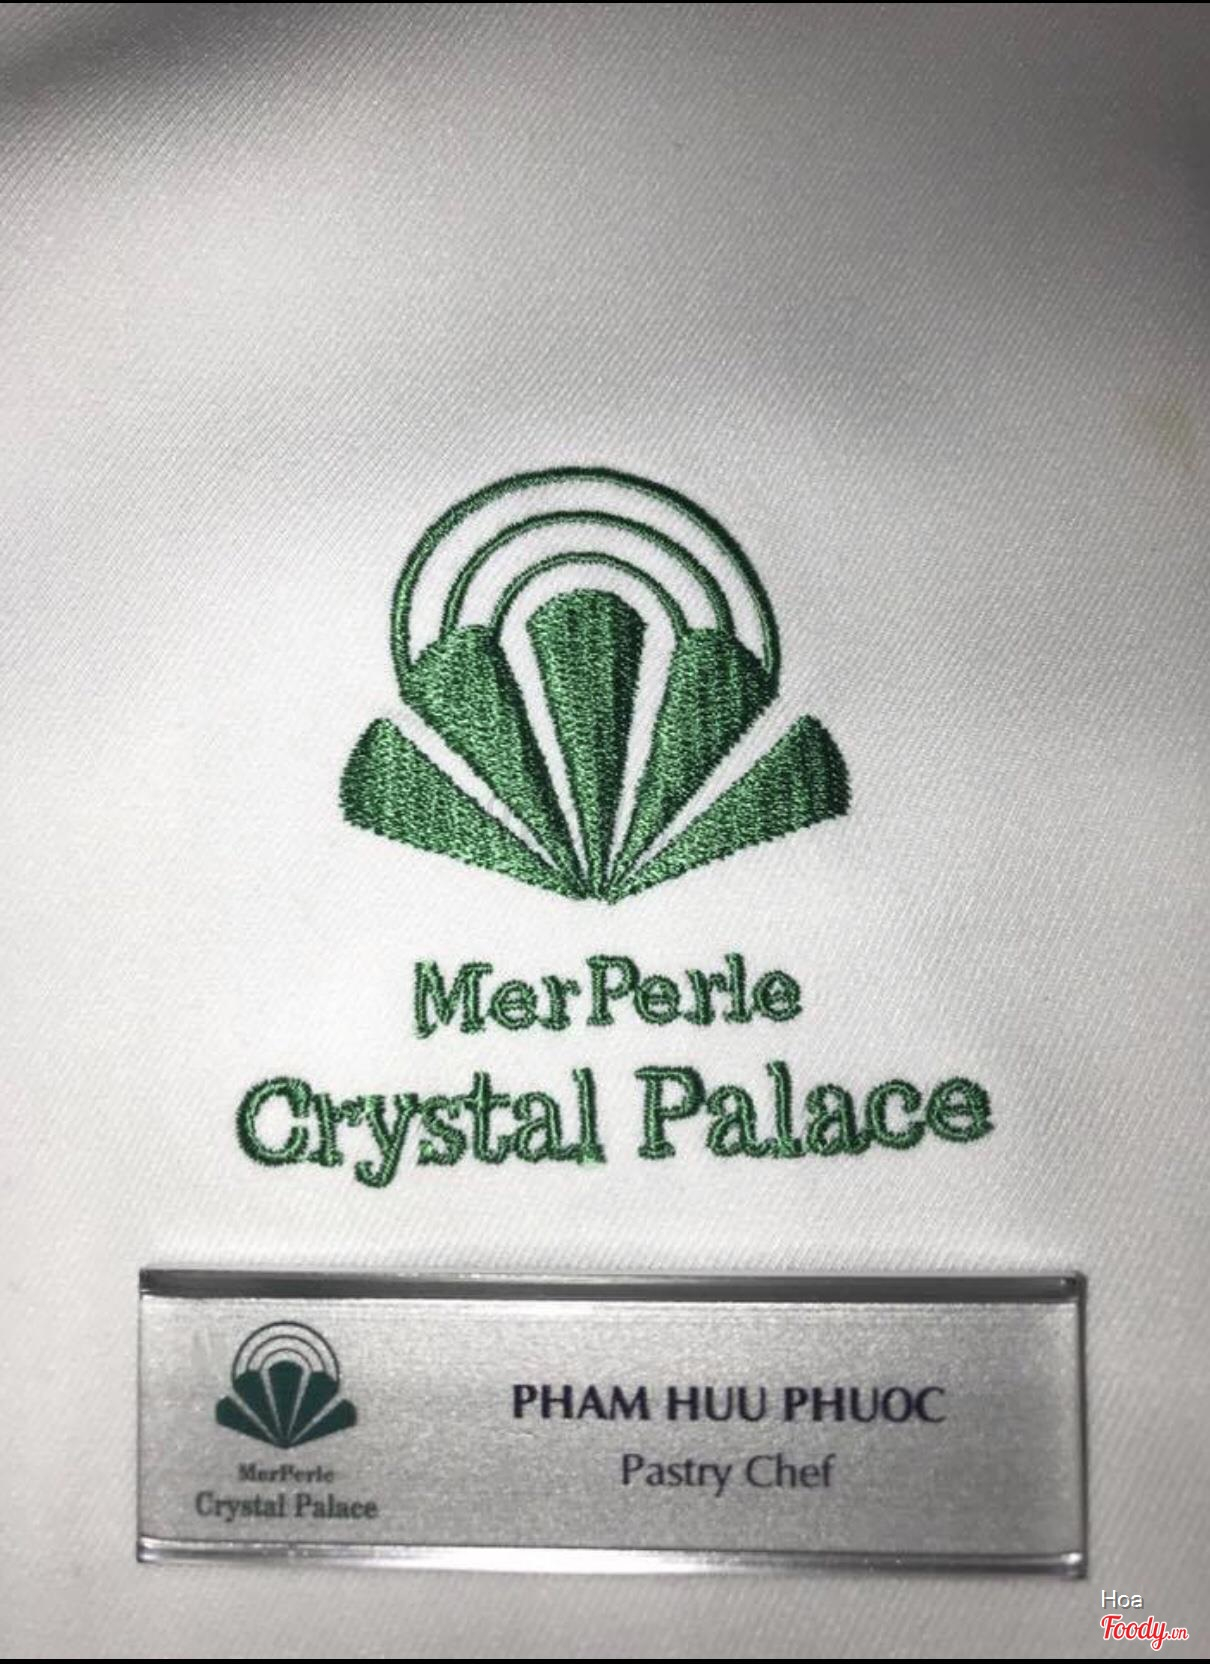 MerPerle
Crystal Palace
PHAM HUU PHUOC
Pastry Chef
MerPerle
Crystal Palace
Hoa
Foody.vn